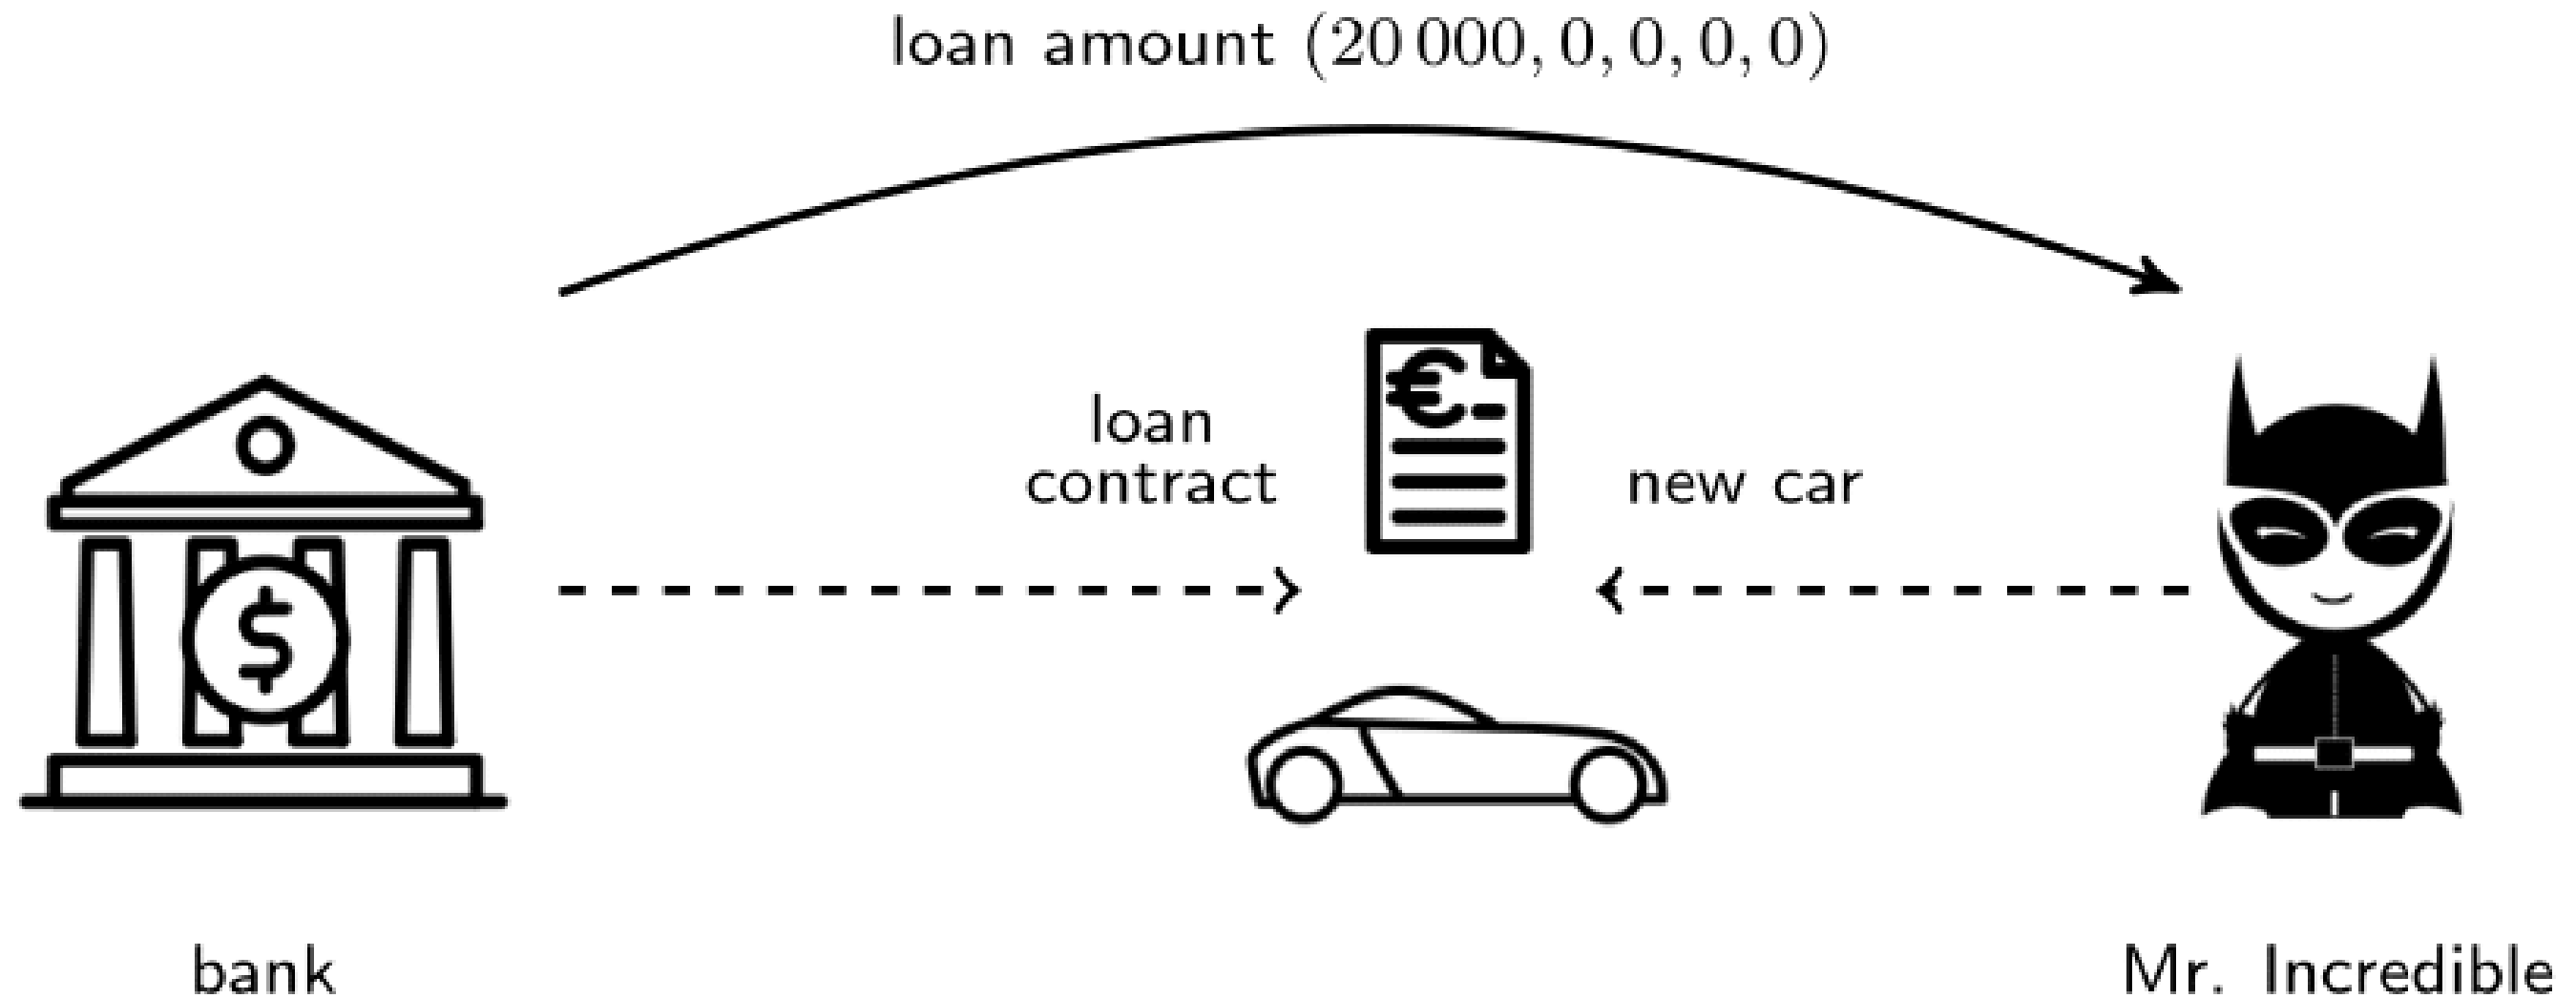 loan amount (20 000, 0, 0, 0, 0)
€-
loan
contract
new car
$
bank
Mr. Incredible